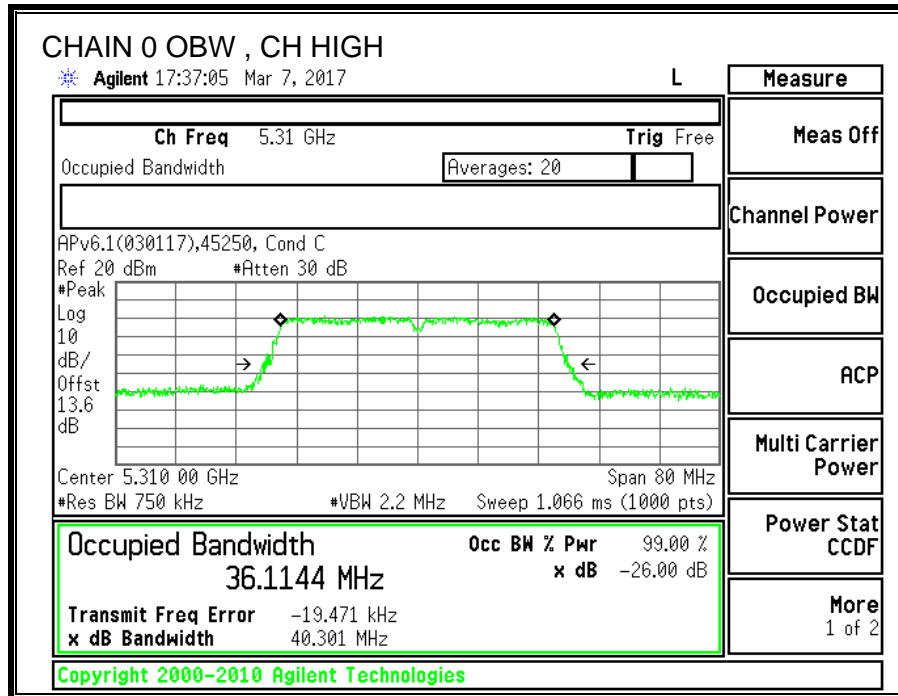 CHAIN 0 OBW , CH HIGH
Agilent 17:37:05 Mar 7, 2017 L
Measure
Ch Freq 5.31 GHz Trig Free
Meas Off
Occupied Bandwidth Averages: 20
Channel Power
APv6.1(030117),45250, Cond C
Ref 20 dBm #Atten 30 dB
#Peak
Log
10
dB/
Offst
13.6
dB
Occupied BW
ACP
Center 5.310 00 GHz Span 80 MHz
#Res BW 750 kHz #VBW 2.2 MHz Sweep 1.066 ms (1000 pts)
Multi Carrier
Power
Occupied Bandwidth Occ BW % Pwr 99.00 %
36.1144 MHz x dB -26.00 dB
Transmit Freq Error -19.471 kHz
x dB Bandwidth 40.301 MHz
Power Stat
CCDF
More
1 of 2
Copyright 2000-2010 Agilent Technologies